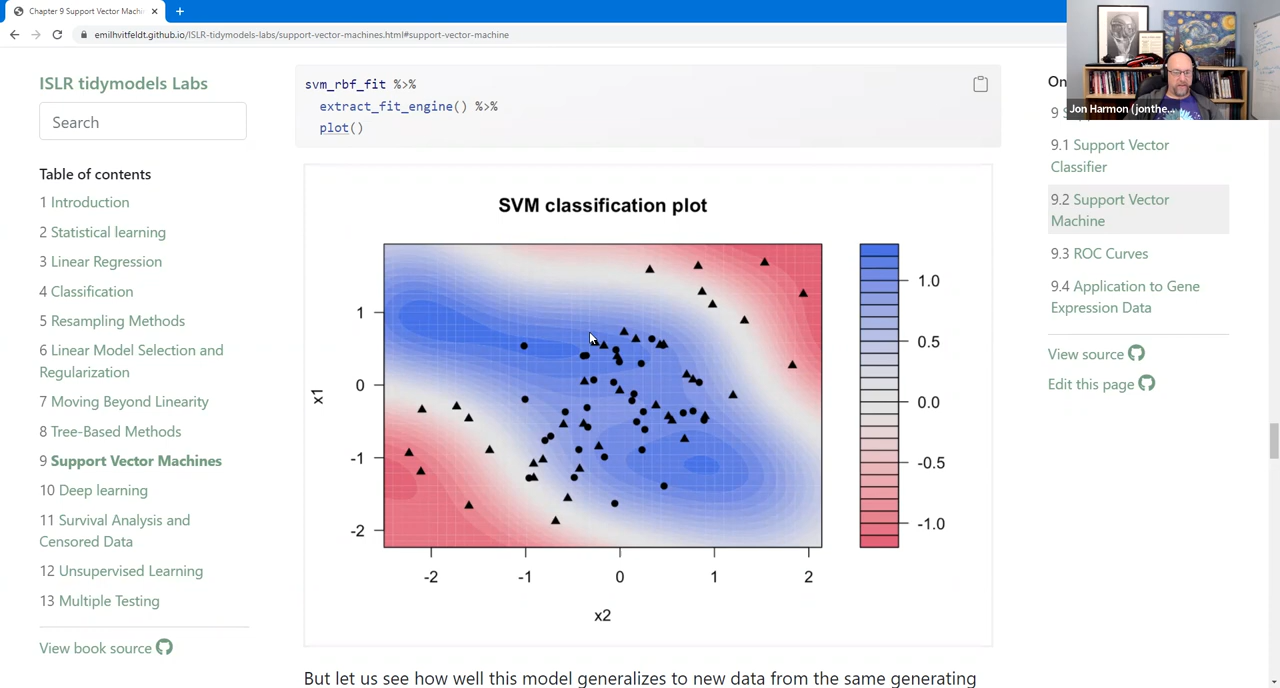 Chapter 9 Support Vector Machin
emilhvitfeldt.github.io/ISLR-tidymodels-labs/support-vector-machines.html#support-vector-machine
Jon Harmon (jonthe...
ISLR tidymodels Labs
Search
Table of contents
1 Introduction
2 Statistical learning
3 Linear Regression
4 Classification
5 Resampling Methods
6 Linear Model Selection and
Regularization
7 Moving Beyond Linearity
8 Tree-Based Methods
9 Support Vector Machines
10 Deep learning
11 Survival Analysis and
Censored Data
12 Unsupervised Learning
13 Multiple Testing
View book source
svm_rbf_fit %>%
extract_fit_engine() %>%
plot()
SVM classification plot
x1
1
0
-1
-2
-2
-1
0
1
2
x2
1.0
0.5
0.0
-0.5
-1.0
But let us see how well this model generalizes to new data from the same generating
On
9 S
9.1 Support Vector
Classifier
9.2 Support Vector
Machine
9.3 ROC Curves
9.4 Application to Gene
Expression Data
View source
Edit this page